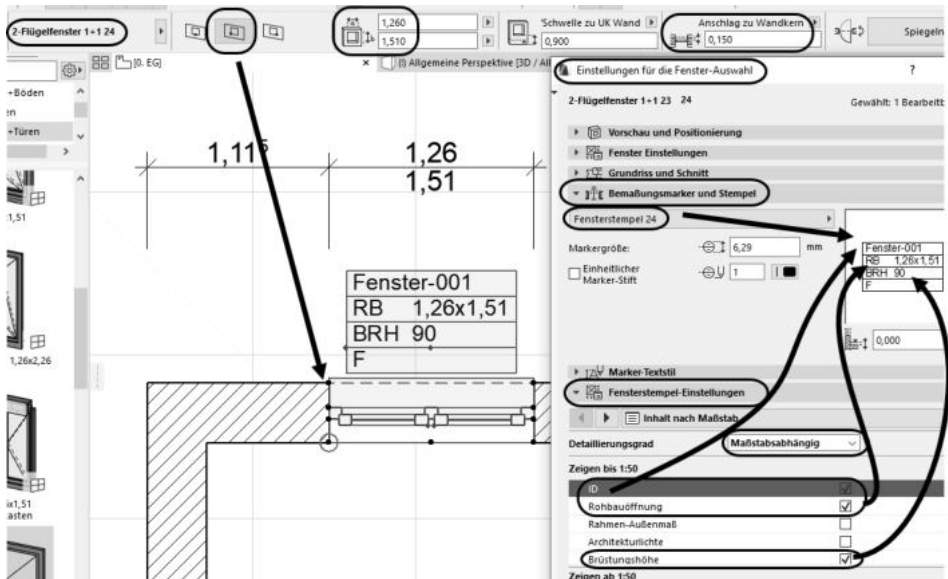 2-Flügelfenster 1+1 24
1,260
1,510
'Schwelle zu UK Wand
0,900
Anschlag zu Wandkern
0,150
Spiegeln
[0. EG]
(!) Allgemeine Perspektive [3D / All
Einstellungen für die Fenster-Auswahl
?
+Böden
en
+Türen
x1,51
1,26x2,26
1,11⁵
1,26
1,51
Fenster-001
RB 1,26x1,51
BRH 90
F
2-Flügelfenster 1+1 23 24
Gewählt: 1 Bearbeitb
Vorschau und Positionierung
Fenster Einstellungen
Grundriss und Schnitt
Bemaßungsmarker und Stempel
Fensterstempel 24
Markergröße:
6,29
mm
Einheitlicher
Marker-Stift
1
Fenster-001
RB 1,26x1,51
BRH 90
F
0,000
Marker-Textstil
Fensterstempel-Einstellungen
Inhalt nach Maßstab
Detaillierungsgrad
Maßstabsabhängig
Zeigen bis 1:50
ID
Rohbauöffnung
Rahmen-Außenmaß
Architekturlichte
Brüstungshöhe
Zeigen ab 1:50